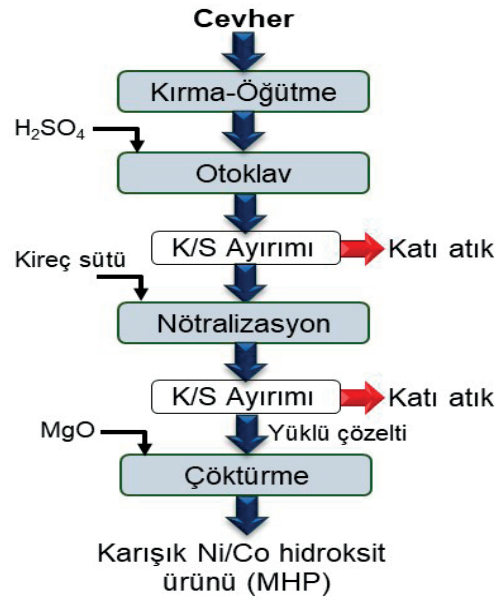 Cevher
Kırma-Öğütme
H₂SO₄
Otoklav
K/S Ayırımı
Katı atık
Kireç sütü
Nötralizasyon
K/S Ayırımı
Katı atık
Yüklü çözelti
MgO
Çöktürme
Karışık Ni/Co hidroksit
ürünü (MHP)